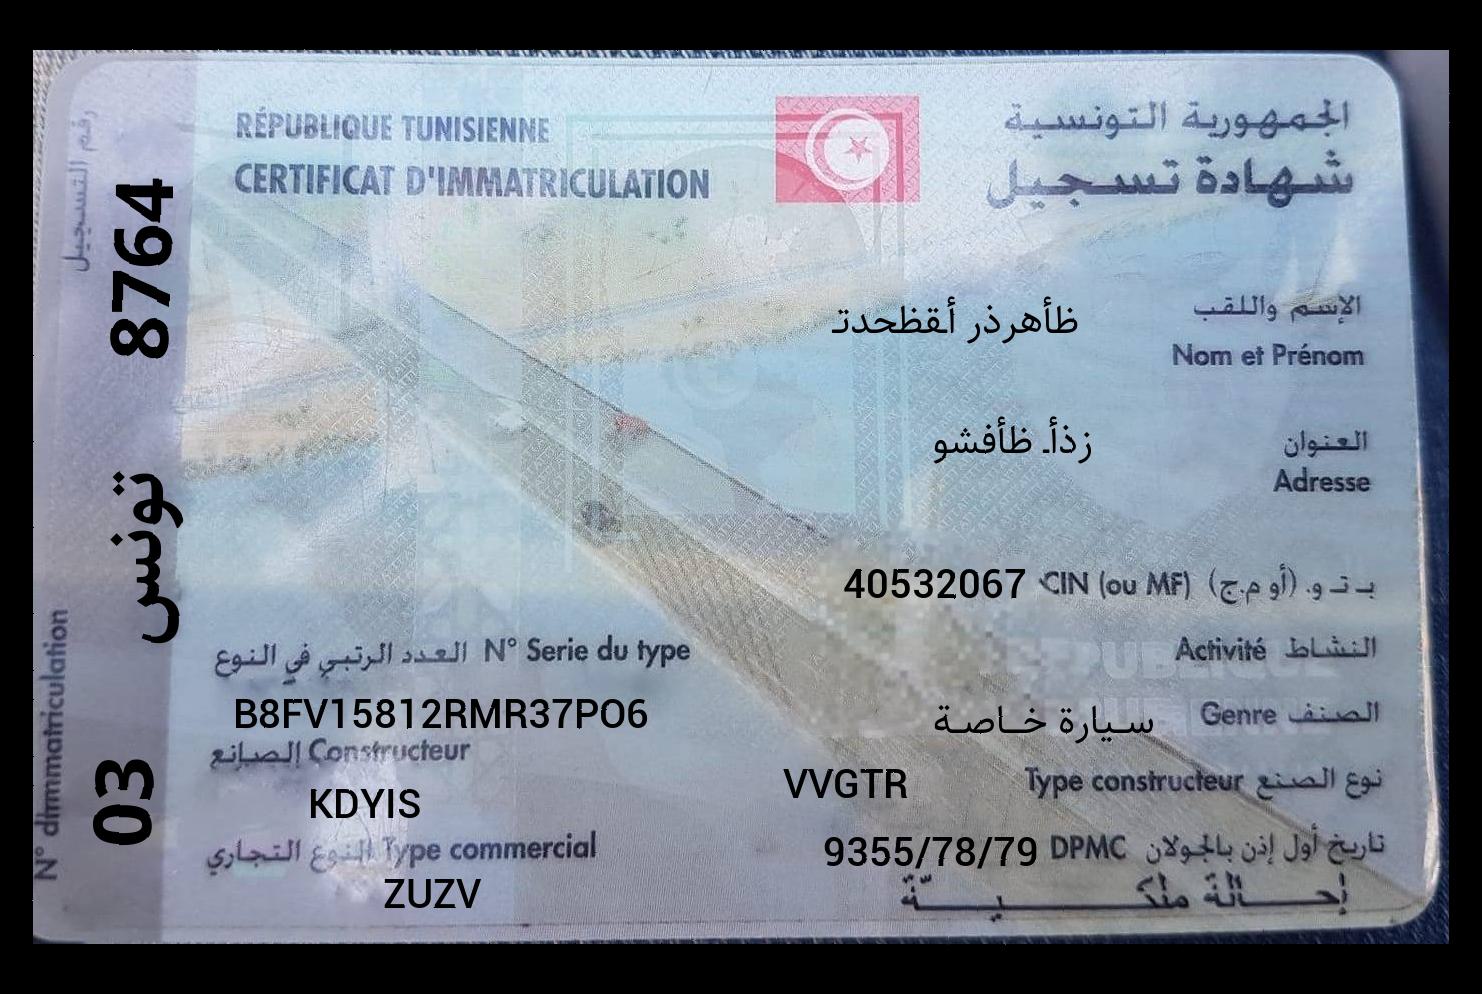 RÉPUBLIQUE TUNISIENNE
الجمهورية التونسية
CERTIFICAT D'IMMATRICULATION
شهادة تسجيل
رقم التسجيل
8764
تونس
03
N° d'immatriculation
الإسم واللقب
ظأهرذر أقظحدتـ
Nom et Prénom
العنوان
زذأـ ظأفشو
Adresse
40532067 CIN (ou MF) بـ تـ و. (أو م.ج)
Activité النشاط
العدد الرتبي في النوع N° Serie du type
B8FV15812RMR37PO6
سيارة خاصة Genre الصنف
الصانع Constructeur
KDYIS
VVGTR Type constructeur نوع الصنع
النوع التجاري Type commercial
ZUZV
9355/78/79 DPMC تاريخ أول إذن بالجولان
إحالة ملكية